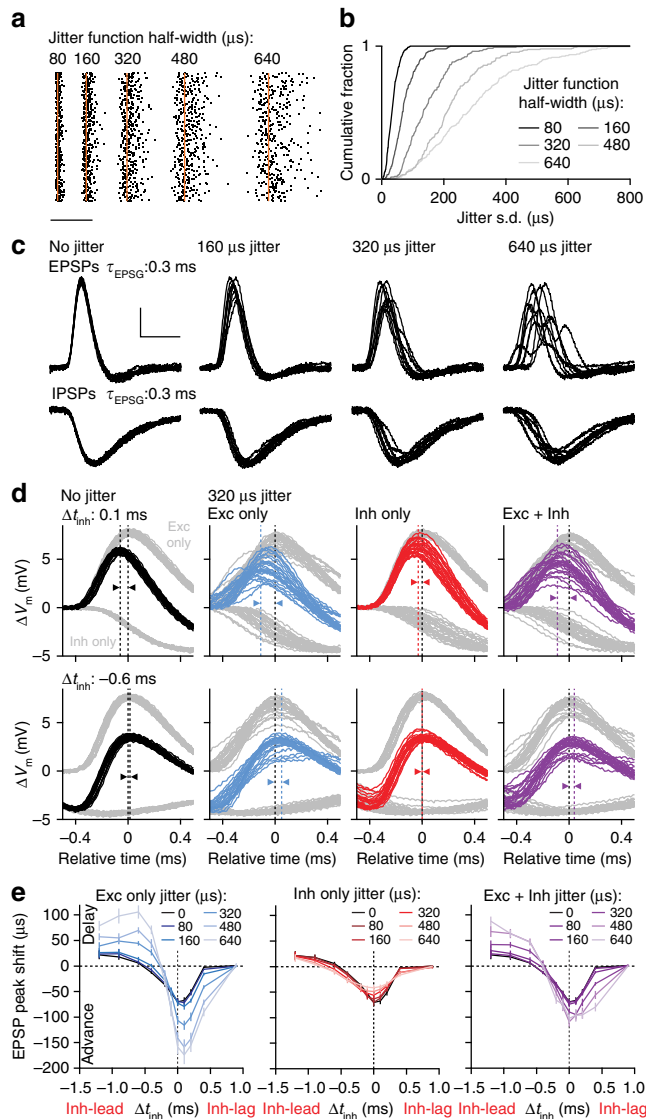 a
Jitter function half-width (μs):
80 160 320 480 640
b
Cumulative fraction
1
0
Jitter function
half-width (μs):
80 160
320 480
640
0 200 400 600 800
Jitter s.d. (μs)
c
No jitter 160 μs jitter 320 μs jitter 640 μs jitter
EPSPs τEPSG:0.3 ms
IPSPs τEPSG:0.3 ms
d
No jitter 320 μs jitter
Δtinh: 0.1 ms Exc only Inh only Exc + Inh
Exc
only
5
0
−5
ΔVm (mV)
Inh only
Δtinh: −0.6 ms
5
0
−5
ΔVm (mV)
−0.4 0 0.4 −0.4 0 0.4 −0.4 0 0.4 −0.4 0 0.4
Relative time (ms) Relative time (ms) Relative time (ms) Relative time (ms)
e
Exc only jitter (μs): Inh only jitter (μs): Exc + Inh jitter (μs):
0 320 0 320 0 320
80 480 80 480 80 480
160 640 160 640 160 640
EPSP peak shift (μs)
Delay
Advance
100
50
0
−50
−100
−150
−200
−1.5 −1.0 −0.5 0 0.5 1.0 −1.5 −1.0 −0.5 0 0.5 1.0 −1.5 −1.0 −0.5 0 0.5 1.0
Inh-lead Δtinh (ms) Inh-lag Δtinh (ms) Inh-lead Δtinh (ms) Inh-lag